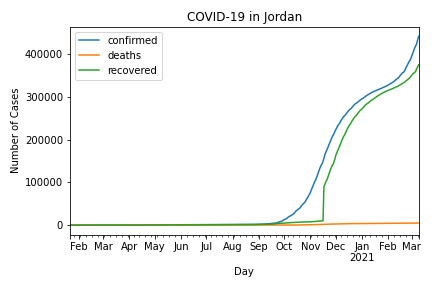 COVID-19 in Jordan
confirmed
deaths
recovered
Number of Cases
400000
300000
200000
100000
0
Feb Mar Apr May Jun Jul Aug Sep Oct Nov Dec Jan Feb Mar
2021
Day